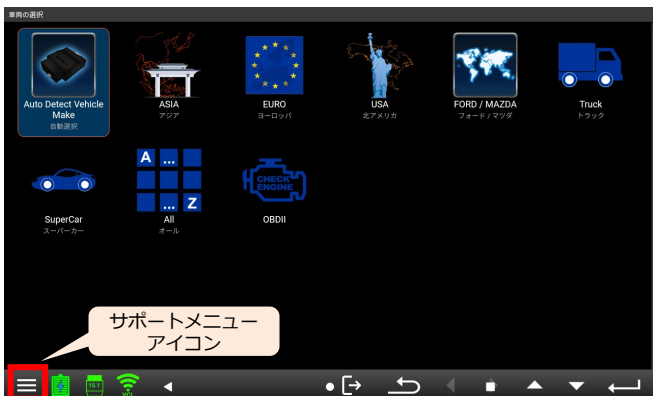 車両の選択
Auto Detect Vehicle
Make
自動選択
ASIA
アジア
EURO
ヨーロッパ
USA
北アメリカ
FORD / MAZDA
フォード / マツダ
Truck
トラック
SuperCar
スーパーカー
A ...
... Z
All
オール
CHECK
ENGINE
OBDII
サポートメニュー
アイコン
15.1
VCI